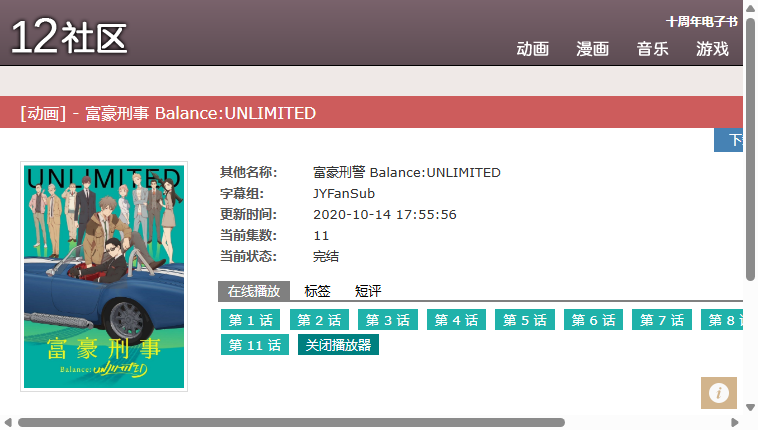 12社区
十周年电子书
动画 漫画 音乐 游戏
[动画] - 富豪刑事 Balance:UNLIMITED
下
UNLIMITED
富豪刑事
Balance:UNLIMITED
其他名称: 富豪刑警 Balance:UNLIMITED
字幕组: JYFanSub
更新时间: 2020-10-14 17:55:56
当前集数: 11
当前状态: 完结
在线播放 标签 短评
第 1 话 第 2 话 第 3 话 第 4 话 第 5 话 第 6 话 第 7 话 第 8
第 11 话 关闭播放器
i